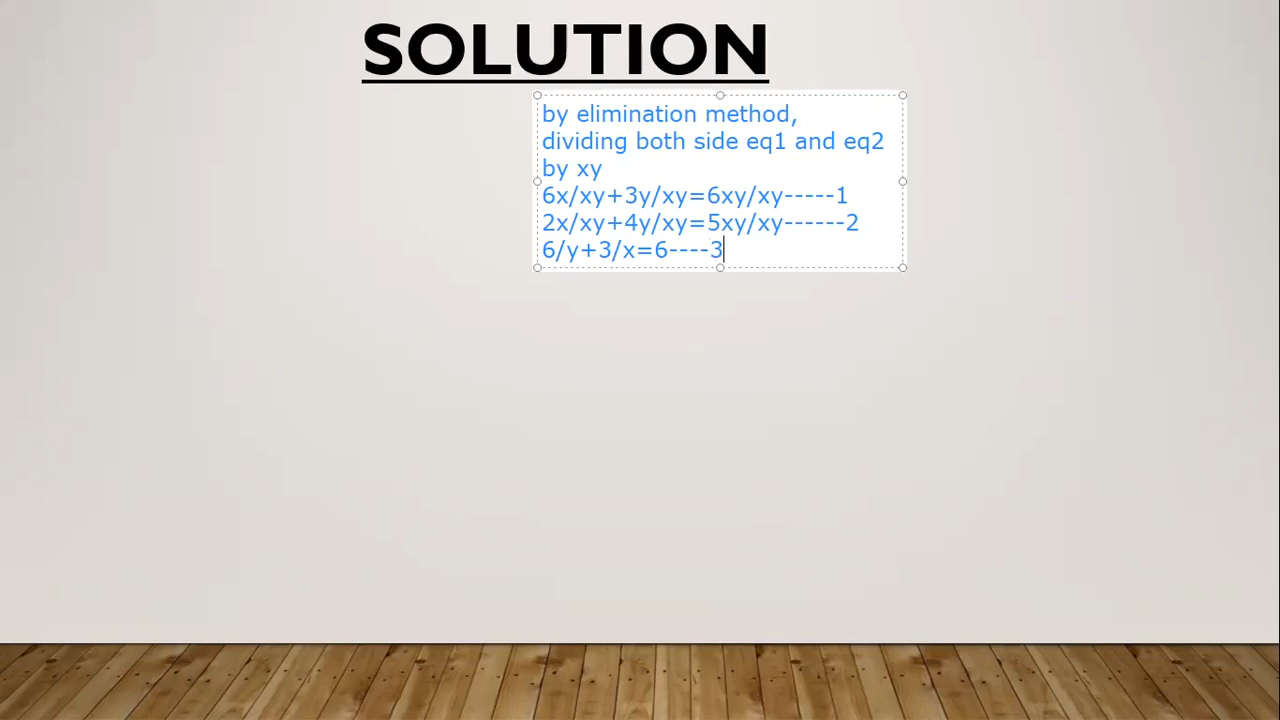 SOLUTION
by elimination method,
dividing both side eq1 and eq2
by xy
6x/xy+3y/xy=6xy/xy-----1
2x/xy+4y/xy=5xy/xy------2
6/y+3/x=6----3